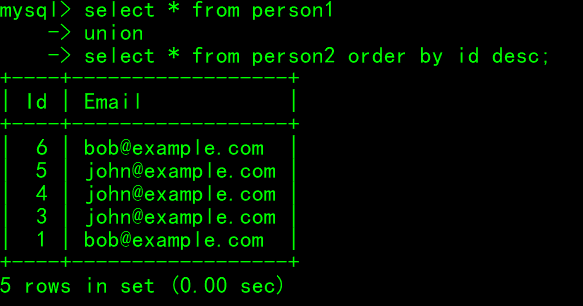 mysql> select * from person1
    -> union
    -> select * from person2 order by id desc;
+----+------------------+
| Id | Email            |
+----+------------------+
|  6 | bob@example.com  |
|  5 | john@example.com |
|  4 | john@example.com |
|  3 | john@example.com |
|  1 | bob@example.com  |
+----+------------------+
5 rows in set (0.00 sec)